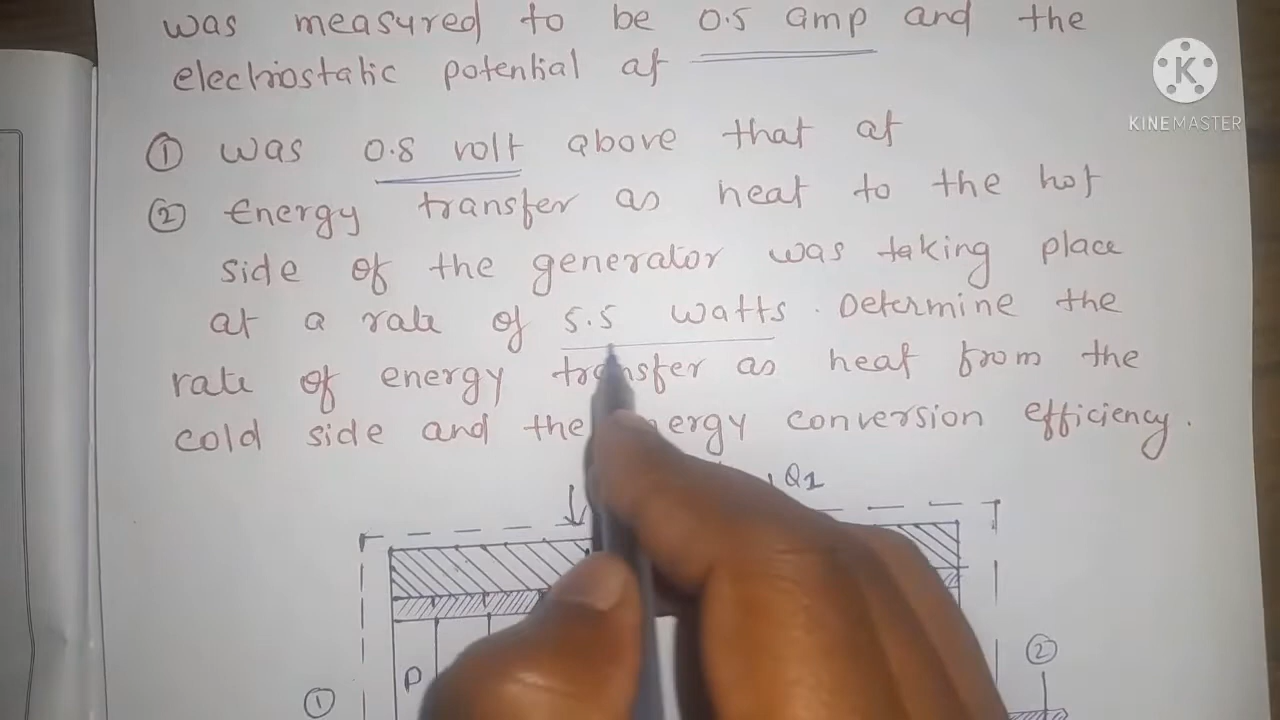 was measured to be 0.5 amp and the
electrostatic potential at
① was 0.8 volt above that at
② Energy transfer as heat to the hot
side of the generator was taking place
at a rate of 5.5 watts. Determine the
rate of energy transfer as heat from the
cold side and the energy conversion efficiency.
Q1
P
①
②
K
KINEMASTER